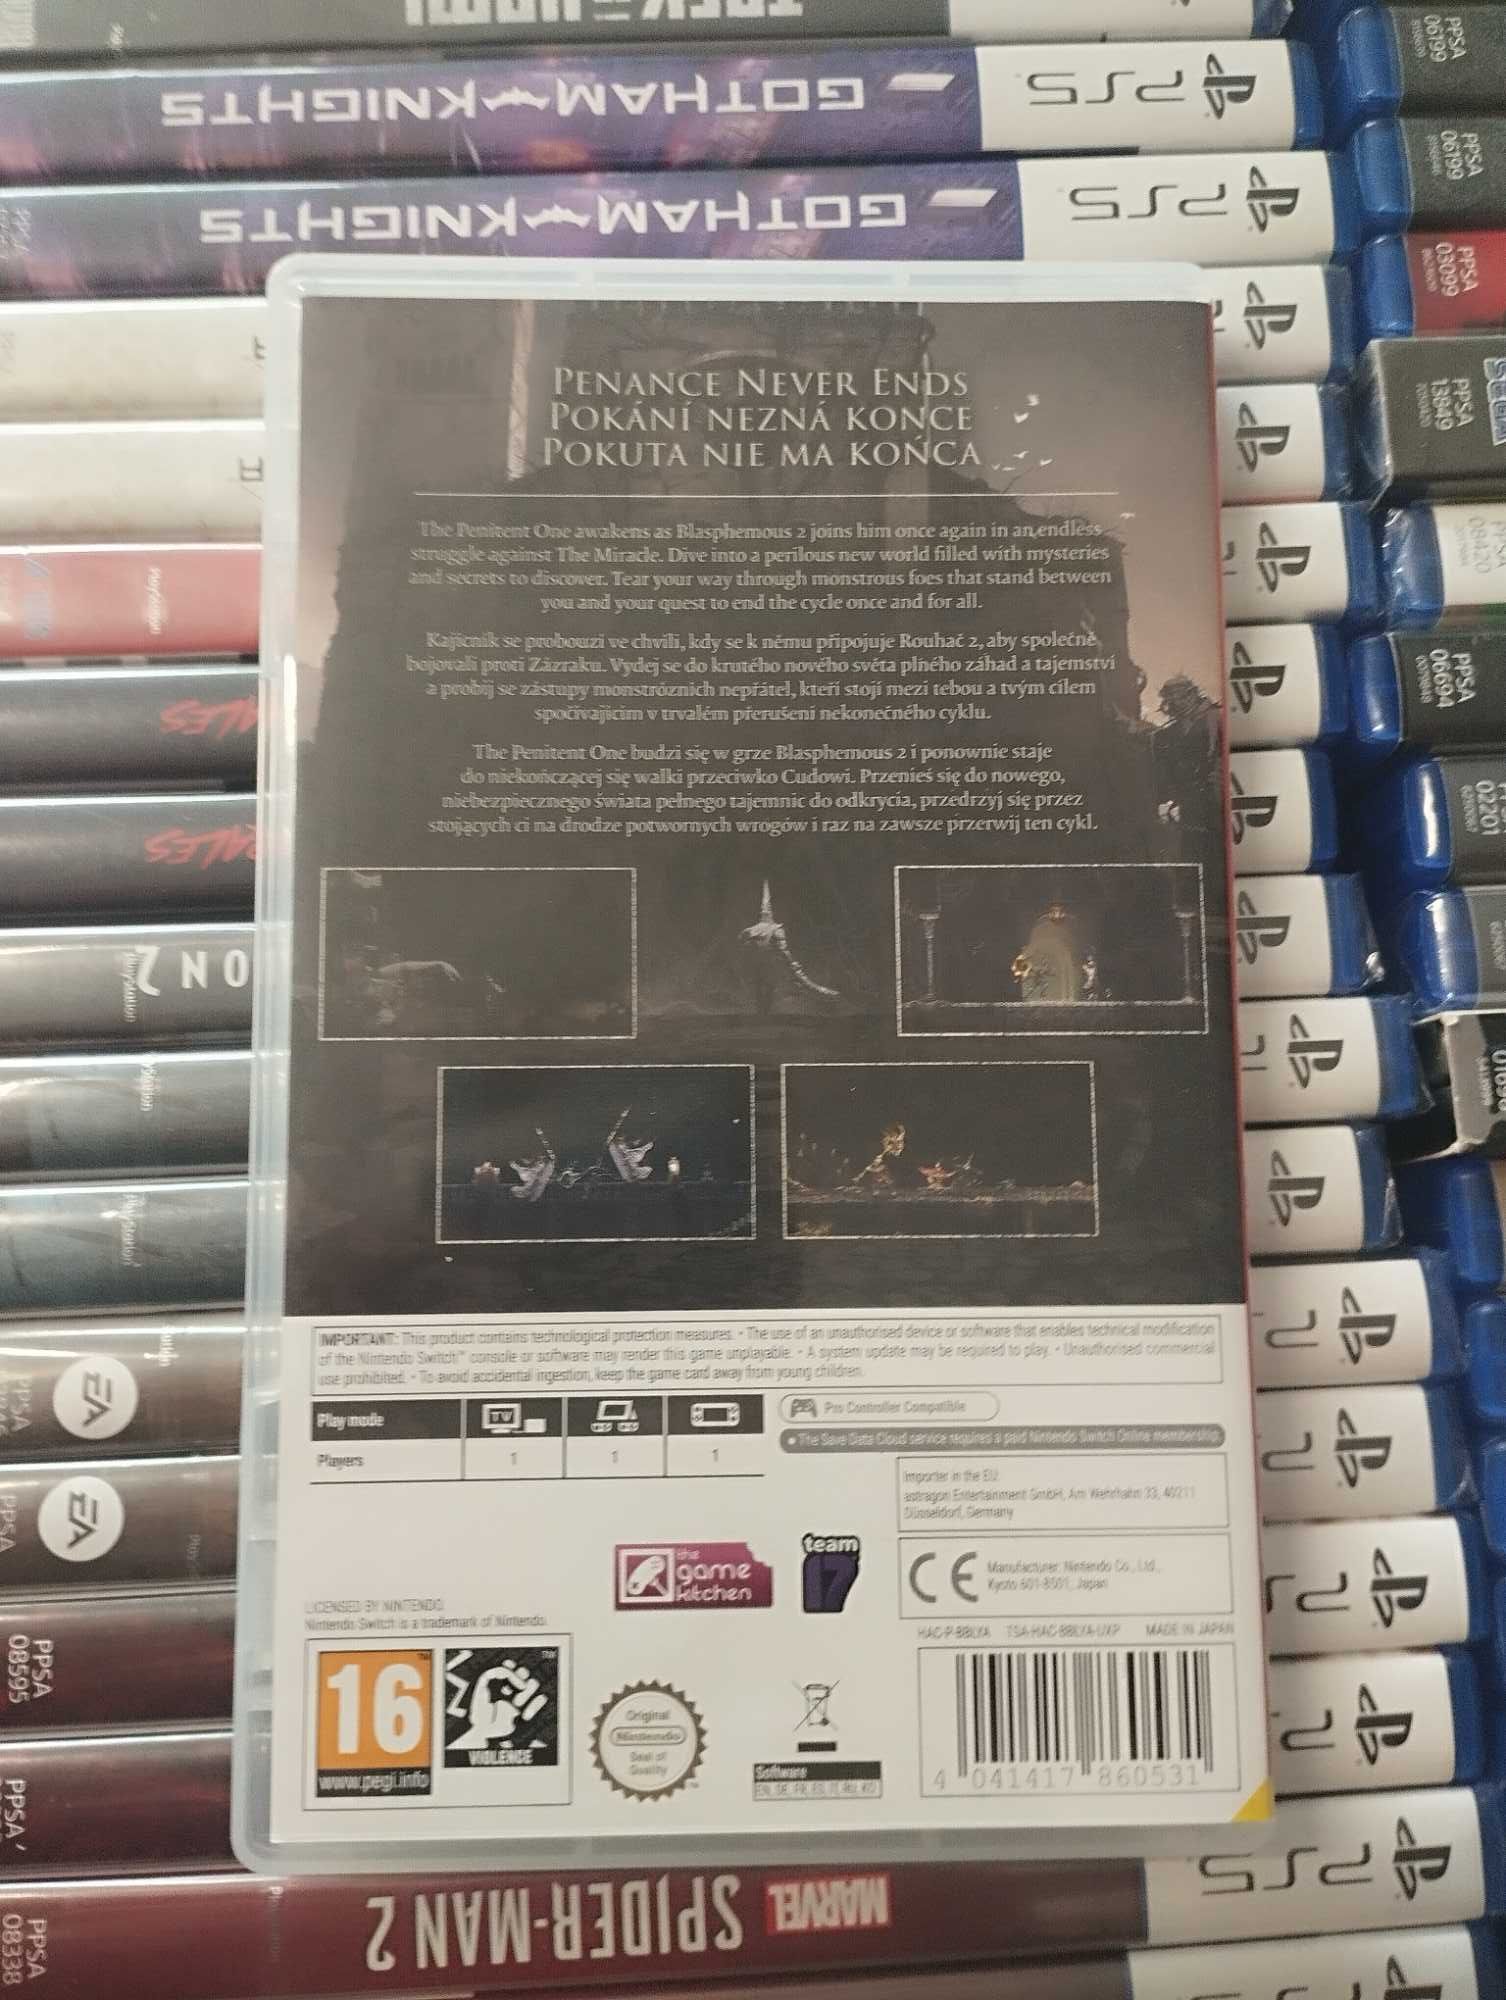 GOTHAM KNIGHTS
PS5
GOTHAM KNIGHTS
PS5
PENANCE NEVER ENDS
POKÁNÍ NEZNÁ KONCE
POKUTA NIE MA KOŃCA
The Penitent One awakens as Blasphemous 2 joins him once again in an endless
struggle against The Miracle. Dive into a perilous new world filled with mysteries
and secrets to discover. Tear your way through monstrous foes that stand between
you and your quest to end the cycle once and for all.
Kajícník se probouzí ve chvíli, kdy se k němu připojuje Rouhač 2, aby společně
bojovali proti Zázraku. Vydej se do krutého nového světa plného záhad a tajemství
a probij se zástupy monstrózních nepřátel, kteří stojí mezi tebou a tvým cílem
spočívajícím v trvalém přerušení nekonečného cyklu.
The Penitent One budzi się w grze Blasphemous 2 i ponownie staje
do niekończącej się walki przeciwko Cudowi. Przenieś się do nowego,
niebezpiecznego świata pełnego tajemnic do odkrycia, przedrzyj się przez
stojących ci na drodze potwornych wrogów i raz na zawsze przerwij ten cykl.
IMPORTANT: This product contains technological protection measures. • The use of an unauthorised device or software that enables technical modification
of the Nintendo Switch™ console or software may render this game unplayable. • A system update may be required to play. • Unauthorised commercial
use prohibited. • To avoid accidental ingestion, keep the game card away from young children.
Play mode
TV
Players 1 1 1
Pro Controller Compatible
• The Save Data Cloud service requires a paid Nintendo Switch Online membership.
Importer in the EU:
astragon Entertainment GmbH, Am Wehrhahn 33, 40211
Düsseldorf, Germany
the
game
kitchen
team
17
CE
Manufacturer: Nintendo Co., Ltd.,
Kyoto 601-8501, Japan
LICENSED BY NINTENDO
Nintendo Switch is a trademark of Nintendo.
HAC-P-BBLYA TSA-HAC-BBLYA-UXP MADE IN JAPAN
16
www.pegi.info
VIOLENCE
Original
Nintendo
Seal of
Quality
Software
4 041417 860531
MARVEL SPIDER-MAN 2
PS5
ALES
ALES
ON 2
EA
EA
PPSA
08595
PPSA
08338
PPSA
06199
PPSA
06199
PPSA
03099
PPSA
13849
SEGA
PPSA
08420
PPSA
06694
02701